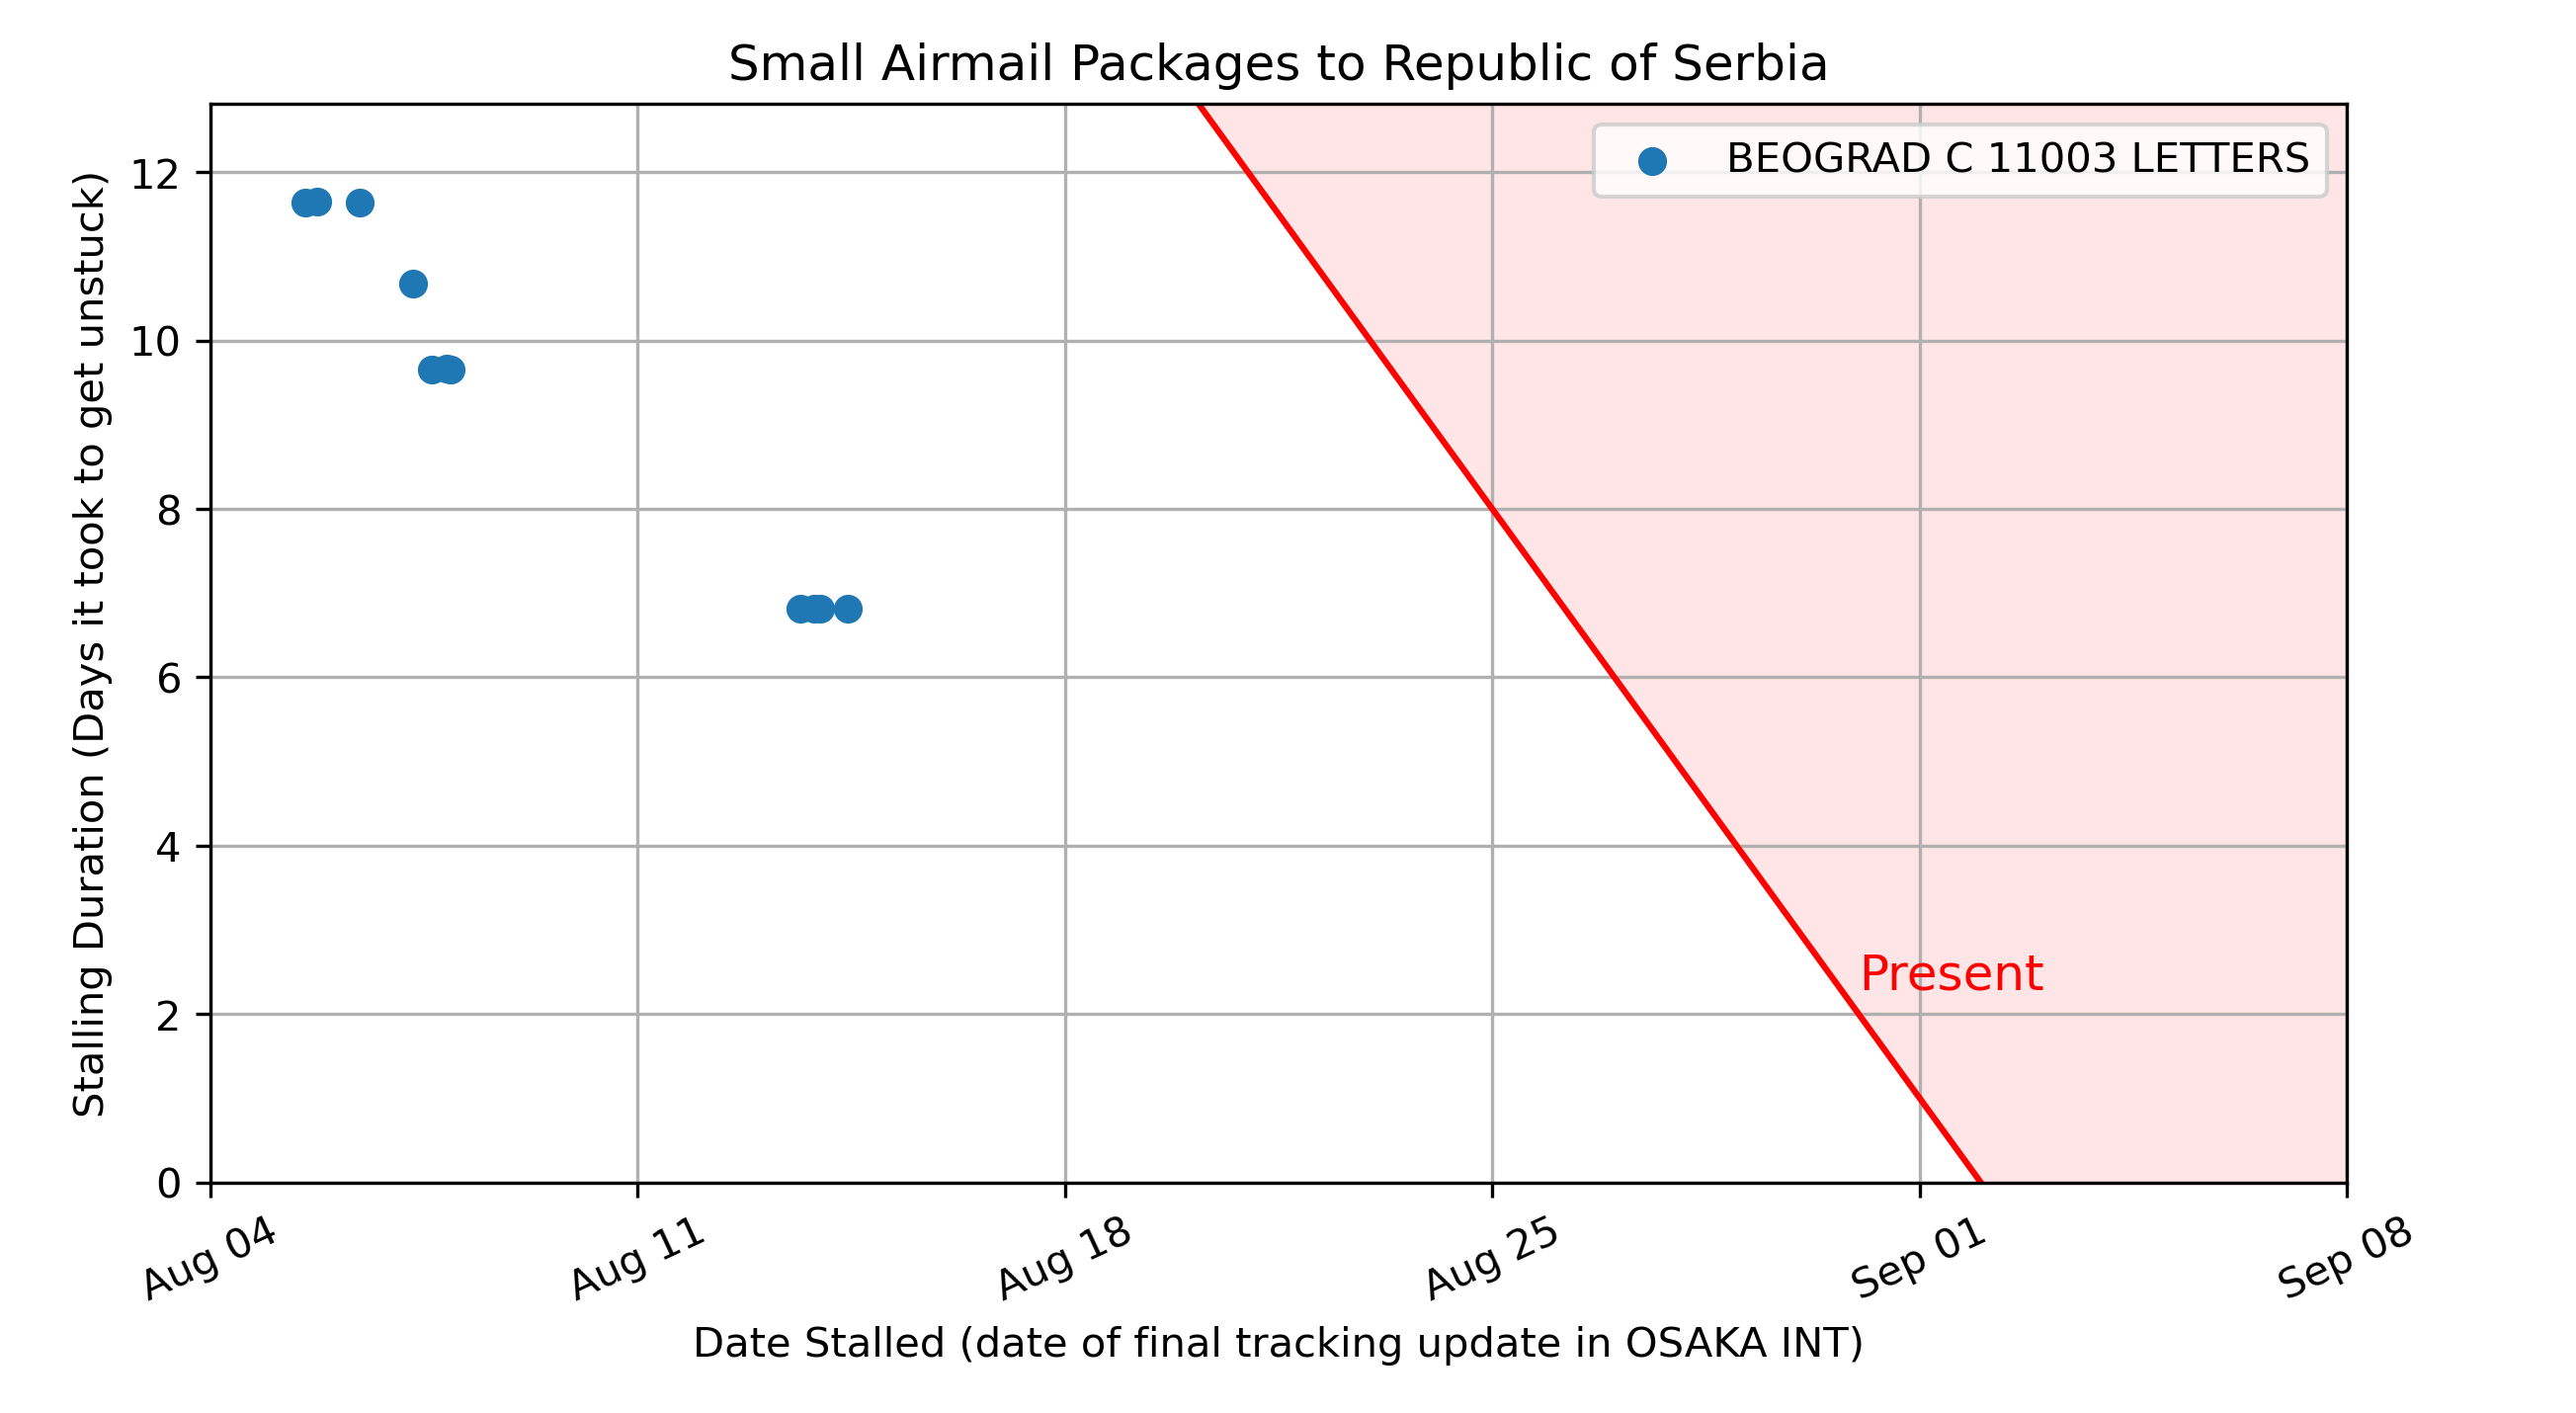 Small Airmail Packages to Republic of Serbia
BEOGRAD C 11003 LETTERS
Stalling Duration (Days it took to get unstuck)
12
10
8
6
4
2
0
Present
Aug 04
Aug 11
Aug 18
Aug 25
Sep 01
Sep 08
Date Stalled (date of final tracking update in OSAKA INT)